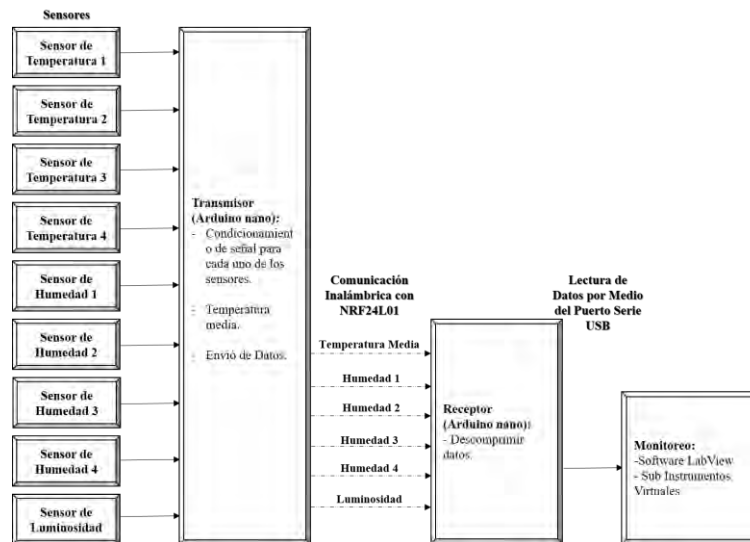 Sensores
Sensor de
Temperatura 1
Sensor de
Temperatura 2
Sensor de
Temperatura 3
Sensor de
Temperatura 4
Sensor de
Humedad 1
Sensor de
Humedad 2
Sensor de
Humedad 3
Sensor de
Humedad 4
Sensor de
Luminosidad
Transmisor
(Arduino nano):
- Condicionamient
o de señal para
cada uno de los
sensores.
- Temperatura
media.
- Envió de Datos.
Comunicación
Inalámbrica con
NRF24L01
Temperatura Media
Humedad 1
Humedad 2
Humedad 3
Humedad 4
Luminosidad
Receptor
(Arduino nano):
- Descomprimir
datos.
Lectura de
Datos por Medio
del Puerto Serie
USB
Monitoreo:
-Software LabView
- Sub Instrumentos
Virtuales